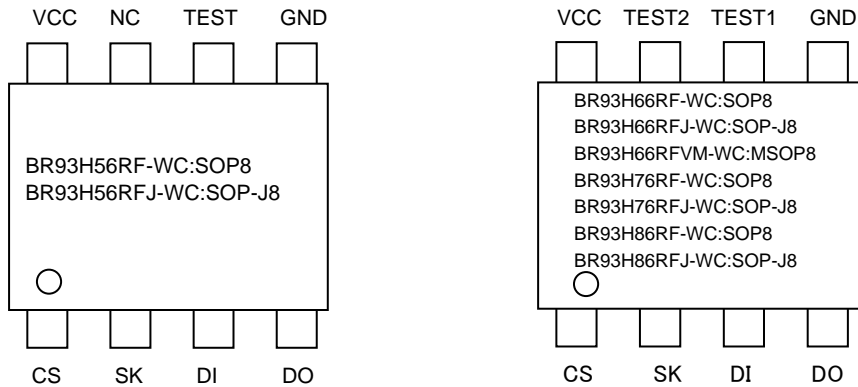 VCC NC TEST GND
BR93H56RF-WC:SOP8
BR93H56RFJ-WC:SOP-J8
CS SK DI DO
VCC TEST2 TEST1 GND
BR93H66RF-WC:SOP8
BR93H66RFJ-WC:SOP-J8
BR93H66RFVM-WC:MSOP8
BR93H76RF-WC:SOP8
BR93H76RFJ-WC:SOP-J8
BR93H86RF-WC:SOP8
BR93H86RFJ-WC:SOP-J8
CS SK DI DO